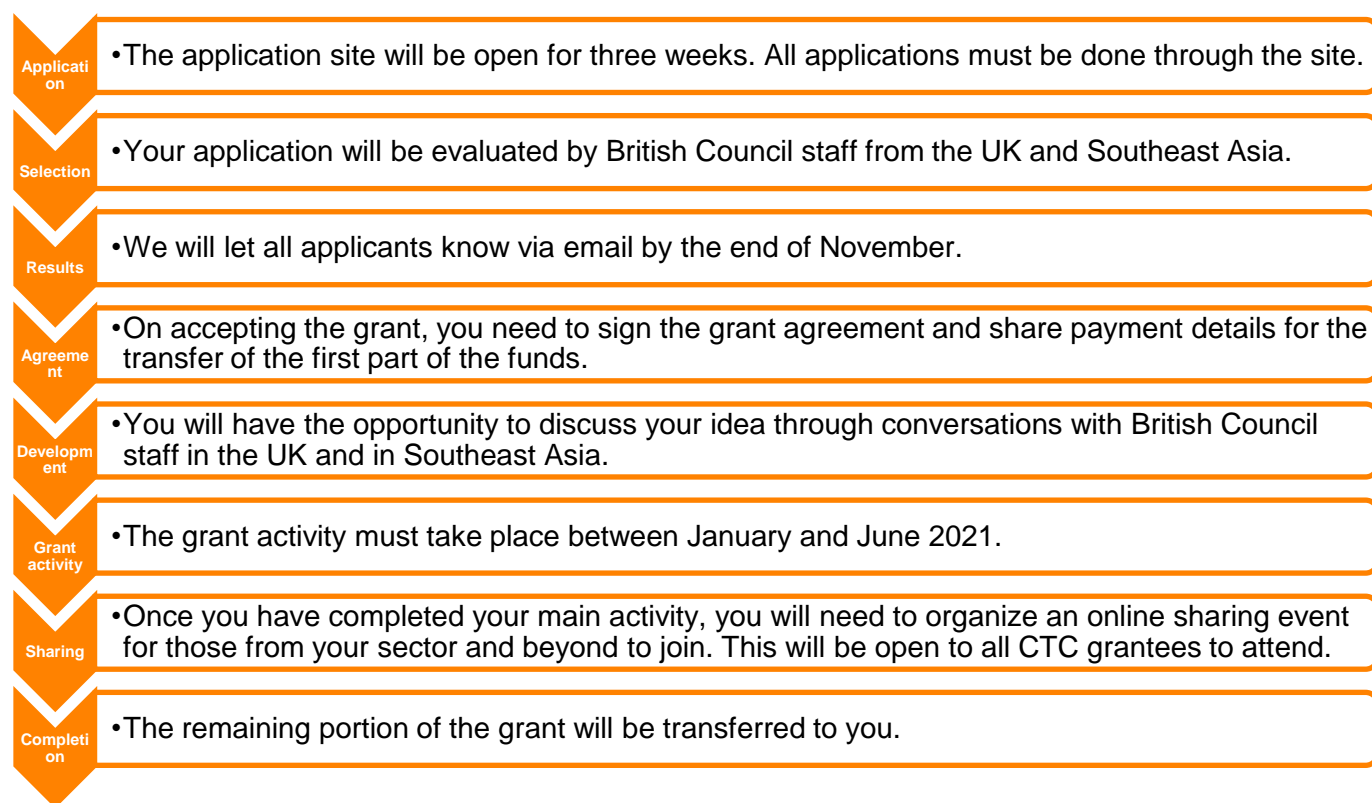 Applicati
on
•The application site will be open for three weeks. All applications must be done through the site.
Selection
•Your application will be evaluated by British Council staff from the UK and Southeast Asia.
Results
•We will let all applicants know via email by the end of November.
Agreeme
nt
•On accepting the grant, you need to sign the grant agreement and share payment details for the
transfer of the first part of the funds.
Developm
ent
•You will have the opportunity to discuss your idea through conversations with British Council
staff in the UK and in Southeast Asia.
Grant
activity
•The grant activity must take place between January and June 2021.
Sharing
•Once you have completed your main activity, you will need to organize an online sharing event
for those from your sector and beyond to join. This will be open to all CTC grantees to attend.
Completi
on
•The remaining portion of the grant will be transferred to you.